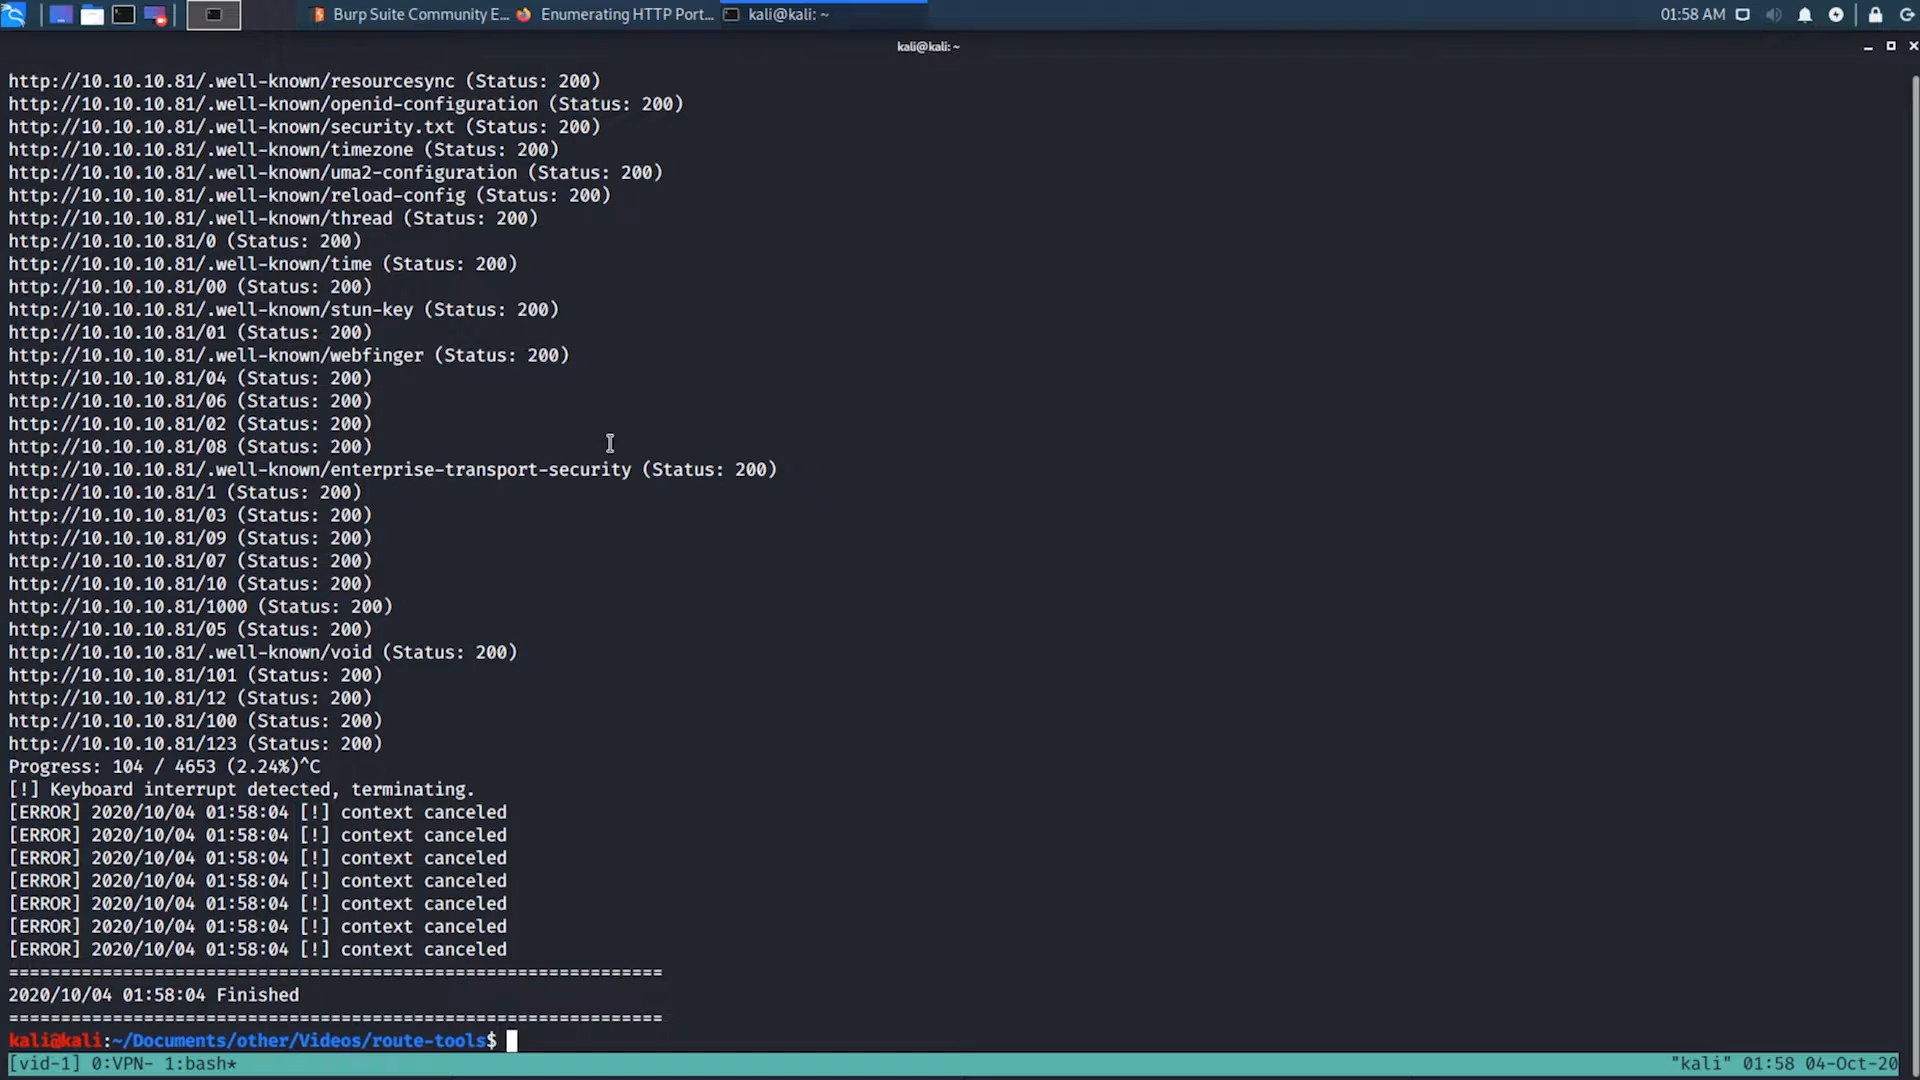 Burp Suite Community E...
Enumerating HTTP Port...
kali@kali: ~
01:58 AM
kali@kali: ~
http://10.10.10.81/.well-known/resourcesync (Status: 200)
http://10.10.10.81/.well-known/openid-configuration (Status: 200)
http://10.10.10.81/.well-known/security.txt (Status: 200)
http://10.10.10.81/.well-known/timezone (Status: 200)
http://10.10.10.81/.well-known/uma2-configuration (Status: 200)
http://10.10.10.81/.well-known/reload-config (Status: 200)
http://10.10.10.81/.well-known/thread (Status: 200)
http://10.10.10.81/0 (Status: 200)
http://10.10.10.81/.well-known/time (Status: 200)
http://10.10.10.81/00 (Status: 200)
http://10.10.10.81/.well-known/stun-key (Status: 200)
http://10.10.10.81/01 (Status: 200)
http://10.10.10.81/.well-known/webfinger (Status: 200)
http://10.10.10.81/04 (Status: 200)
http://10.10.10.81/06 (Status: 200)
http://10.10.10.81/02 (Status: 200)
http://10.10.10.81/08 (Status: 200)
http://10.10.10.81/.well-known/enterprise-transport-security (Status: 200)
http://10.10.10.81/1 (Status: 200)
http://10.10.10.81/03 (Status: 200)
http://10.10.10.81/09 (Status: 200)
http://10.10.10.81/07 (Status: 200)
http://10.10.10.81/10 (Status: 200)
http://10.10.10.81/1000 (Status: 200)
http://10.10.10.81/05 (Status: 200)
http://10.10.10.81/.well-known/void (Status: 200)
http://10.10.10.81/101 (Status: 200)
http://10.10.10.81/12 (Status: 200)
http://10.10.10.81/100 (Status: 200)
http://10.10.10.81/123 (Status: 200)
Progress: 104 / 4653 (2.24%)^C
[!] Keyboard interrupt detected, terminating.
[ERROR] 2020/10/04 01:58:04 [!] context canceled
[ERROR] 2020/10/04 01:58:04 [!] context canceled
[ERROR] 2020/10/04 01:58:04 [!] context canceled
[ERROR] 2020/10/04 01:58:04 [!] context canceled
[ERROR] 2020/10/04 01:58:04 [!] context canceled
[ERROR] 2020/10/04 01:58:04 [!] context canceled
[ERROR] 2020/10/04 01:58:04 [!] context canceled
===============================================================
2020/10/04 01:58:04 Finished
===============================================================
kali@kali:~/Documents/other/Videos/route-tools$
[vid-1] 0:VPN- 1:bash* "kali" 01:58 04-Oct-20